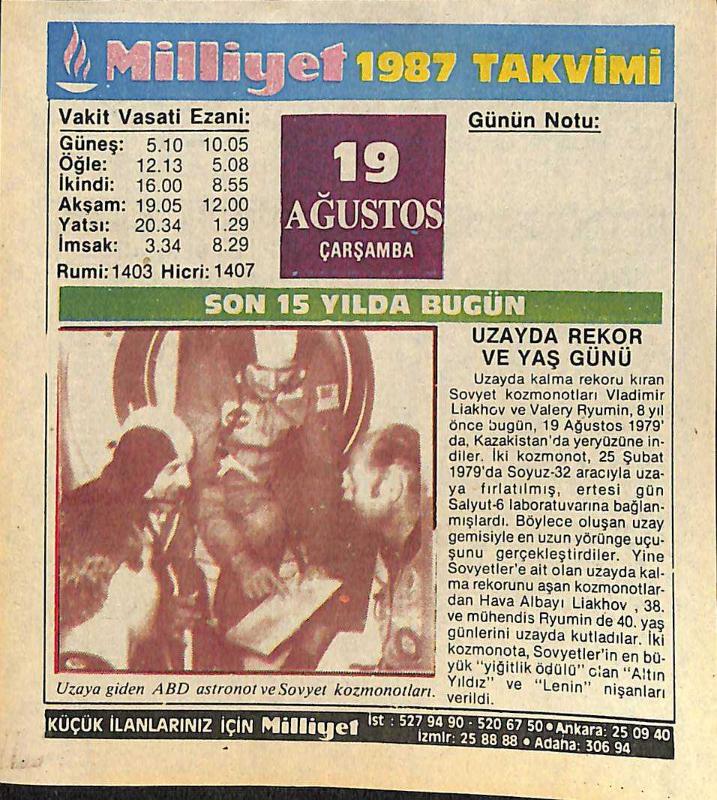 Milliyet 1987 TAKVİMİ
Vakit Vasati Ezani:
Güneş: 5.10 10.05
Öğle: 12.13 5.08
İkindi: 16.00 8.55
Akşam: 19.05 12.00
Yatsı: 20.34 1.29
İmsak: 3.34 8.29
Rumi: 1403 Hicri: 1407
19
AĞUSTOS
ÇARŞAMBA
Günün Notu:
SON 15 YILDA BUGÜN
UZAYDA REKOR
VE YAŞ GÜNÜ
Uzayda kalma rekoru kıran
Sovyet kozmonotları Vladimir
Liakhov ve Valery Ryumin, 8 yıl
önce bugün, 19 Ağustos 1979'
da, Kazakistan'da yeryüzüne in-
diler. İki kozmonot, 25 Şubat
1979'da Soyuz-32 aracıyla uza-
ya fırlatılmış, ertesi gün
Salyut-6 laboratuvarına bağlan-
mışlardı. Böylece oluşan uzay
gemisiyle en uzun yörünge uçu-
şunu gerçekleştirdiler. Yine
Sovyetler'e ait olan uzayda kal-
ma rekorunu aşan kozmonotlar-
dan Hava Albayı Liakhov , 38.
ve mühendis Ryumin de 40. yaş
günlerini uzayda kutladılar. İki
kozmonota, Sovyetler'in en bü-
yük "yiğitlik ödülü" olan "Altın
Yıldız" ve "Lenin" nişanları
verildi.
Uzaya giden ABD astronot ve Sovyet kozmonotları.
KÜÇÜK İLANLARINIZ İÇİN Milliyet
İst : 527 94 90 - 520 67 50 • Ankara: 25 09 40
İzmir: 25 88 88 • Adana: 306 94